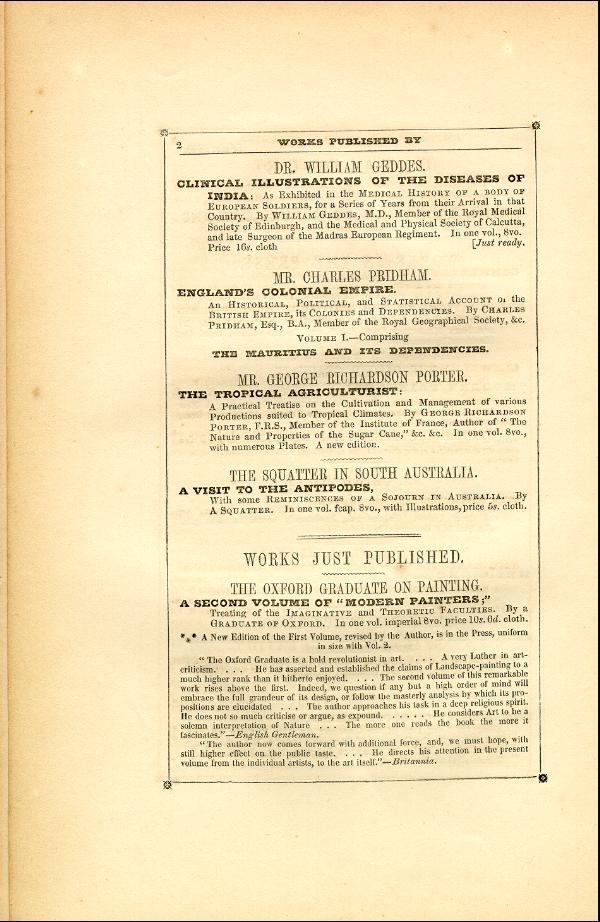 2
WORKS PUBLISHED BY
DR. WILLIAM GEDDES.
CLINICAL ILLUSTRATIONS OF THE DISEASES OF
INDIA: As Exhibited in the MEDICAL HISTORY OF A BODY OF
EUROPEAN SOLDIERS, for a Series of Years from their Arrival in that
Country. By WILLIAM GEDDES, M.D., Member of the Royal Medical
Society of Edinburgh, and the Medical and Physical Society of Calcutta,
and late Surgeon of the Madras European Regiment. In one vol., 8vo.
Price 16s. cloth [Just ready.
MR. CHARLES PRIDHAM.
ENGLAND'S COLONIAL EMPIRE.
An HISTORICAL, POLITICAL, and STATISTICAL ACCOUNT of the
BRITISH EMPIRE, its COLONIES and DEPENDENCIES. By CHARLES
PRIDHAM, Esq., B.A., Member of the Royal Geographical Society, &c.
VOLUME I.—Comprising
THE MAURITIUS AND ITS DEPENDENCIES.
MR. GEORGE RICHARDSON PORTER.
THE TROPICAL AGRICULTURIST:
A Practical Treatise on the Cultivation and Management of various
Productions suited to Tropical Climates. By GEORGE RICHARDSON
PORTER, F.R.S., Member of the Institute of France, Author of "The
Nature and Properties of the Sugar Cane," &c. &c. In one vol. 8vo.,
with numerous Plates. A new edition.
THE SQUATTER IN SOUTH AUSTRALIA.
A VISIT TO THE ANTIPODES,
With some REMINISCENCES OF A SOJOURN IN AUSTRALIA. By
A SQUATTER. In one vol. fcap. 8vo., with Illustrations, price 5s. cloth.
WORKS JUST PUBLISHED.
THE OXFORD GRADUATE ON PAINTING.
A SECOND VOLUME OF "MODERN PAINTERS;"
Treating of the IMAGINATIVE and THEORETIC FACULTIES. By a
GRADUATE OF OXFORD. In one vol. imperial 8vo. price 10s. 6d. cloth.
*** A New Edition of the First Volume, revised by the Author, is in the Press, uniform
in size with Vol. 2.
"The Oxford Graduate is a bold revolutionist in art. . . . A very Luther in art-
criticism. . . . He has asserted and established the claims of Landscape-painting to a
much higher rank than it hitherto enjoyed. . . . The second volume of this remarkable
work rises above the first. Indeed, we question if any but a high order of mind will
embrace the full grandeur of its design, or follow the masterly analysis by which its pro-
positions are elucidated . . . The author approaches his task in a deep religious spirit.
He does not so much criticise or argue, as expound. . . . . . He considers Art to be a
solemn interpretation of Nature . . . The more one reads the book the more it
fascinates."—English Gentleman.
"The author now comes forward with additional force, and, we must hope, with
still higher effect on the public taste. . . . He directs his attention in the present
volume from the individual artists, to the art itself."—Britannia.